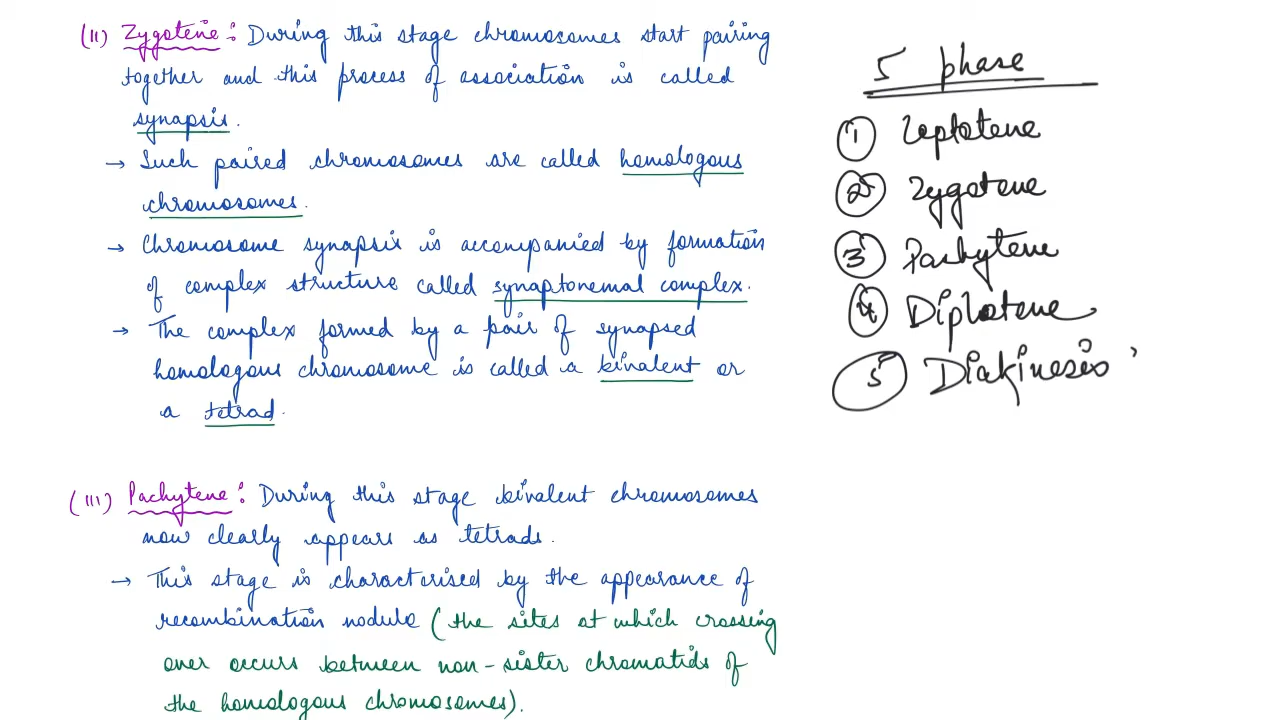 (II) Zygotene: During this stage chromosomes start pairing
together and this process of association is called
synapsis.
→ Such paired chromosomes are called homologous
chromosomes.
→ Chromosome synapsis is accompanied by formation
of complex structure called synaptonemal complex.
→ The complex formed by a pair of synapsed
homologous chromosome is called a bivalent or
a tetrad.
(III) Pachytene: During this stage bivalent chromosomes
now clearly appears as tetrads.
→ This stage is characterised by the appearance of
recombination nodule (the sites at which crossing
over occurs between non-sister chromatids of
the homologous chromosomes).
5 phase
1 Leptotene
2 Zygotene
3 Pachytene
4 Diplotene
5 Diakinesis